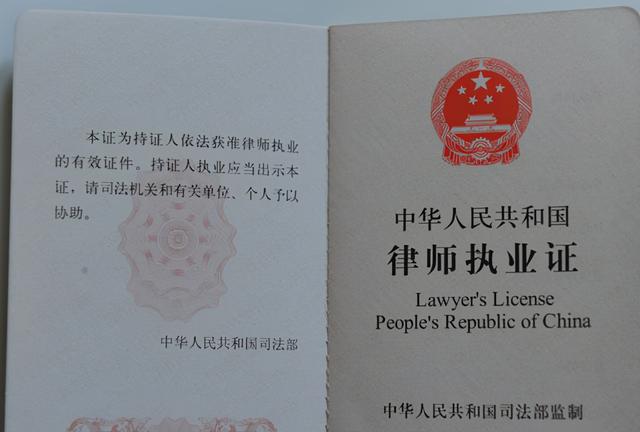 本证为持证人依法获准律师执业
的有效证件。持证人执业应当出示本
证，请司法机关和有关单位、个人予以
协助。
中华人民共和国司法部
中华人民共和国
律师执业证
Lawyer's License
People's Republic of China
中华人民共和国司法部监制